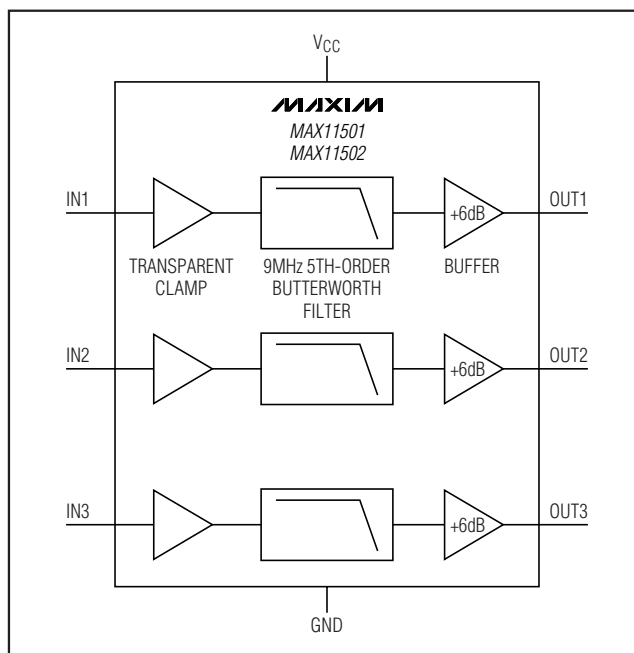 VCC
MAXIM
MAX11501
MAX11502
IN1
+6dB
OUT1
TRANSPARENT
CLAMP
9MHz 5TH-ORDER
BUTTERWORTH
FILTER
BUFFER
IN2
+6dB
OUT2
IN3
+6dB
OUT3
GND